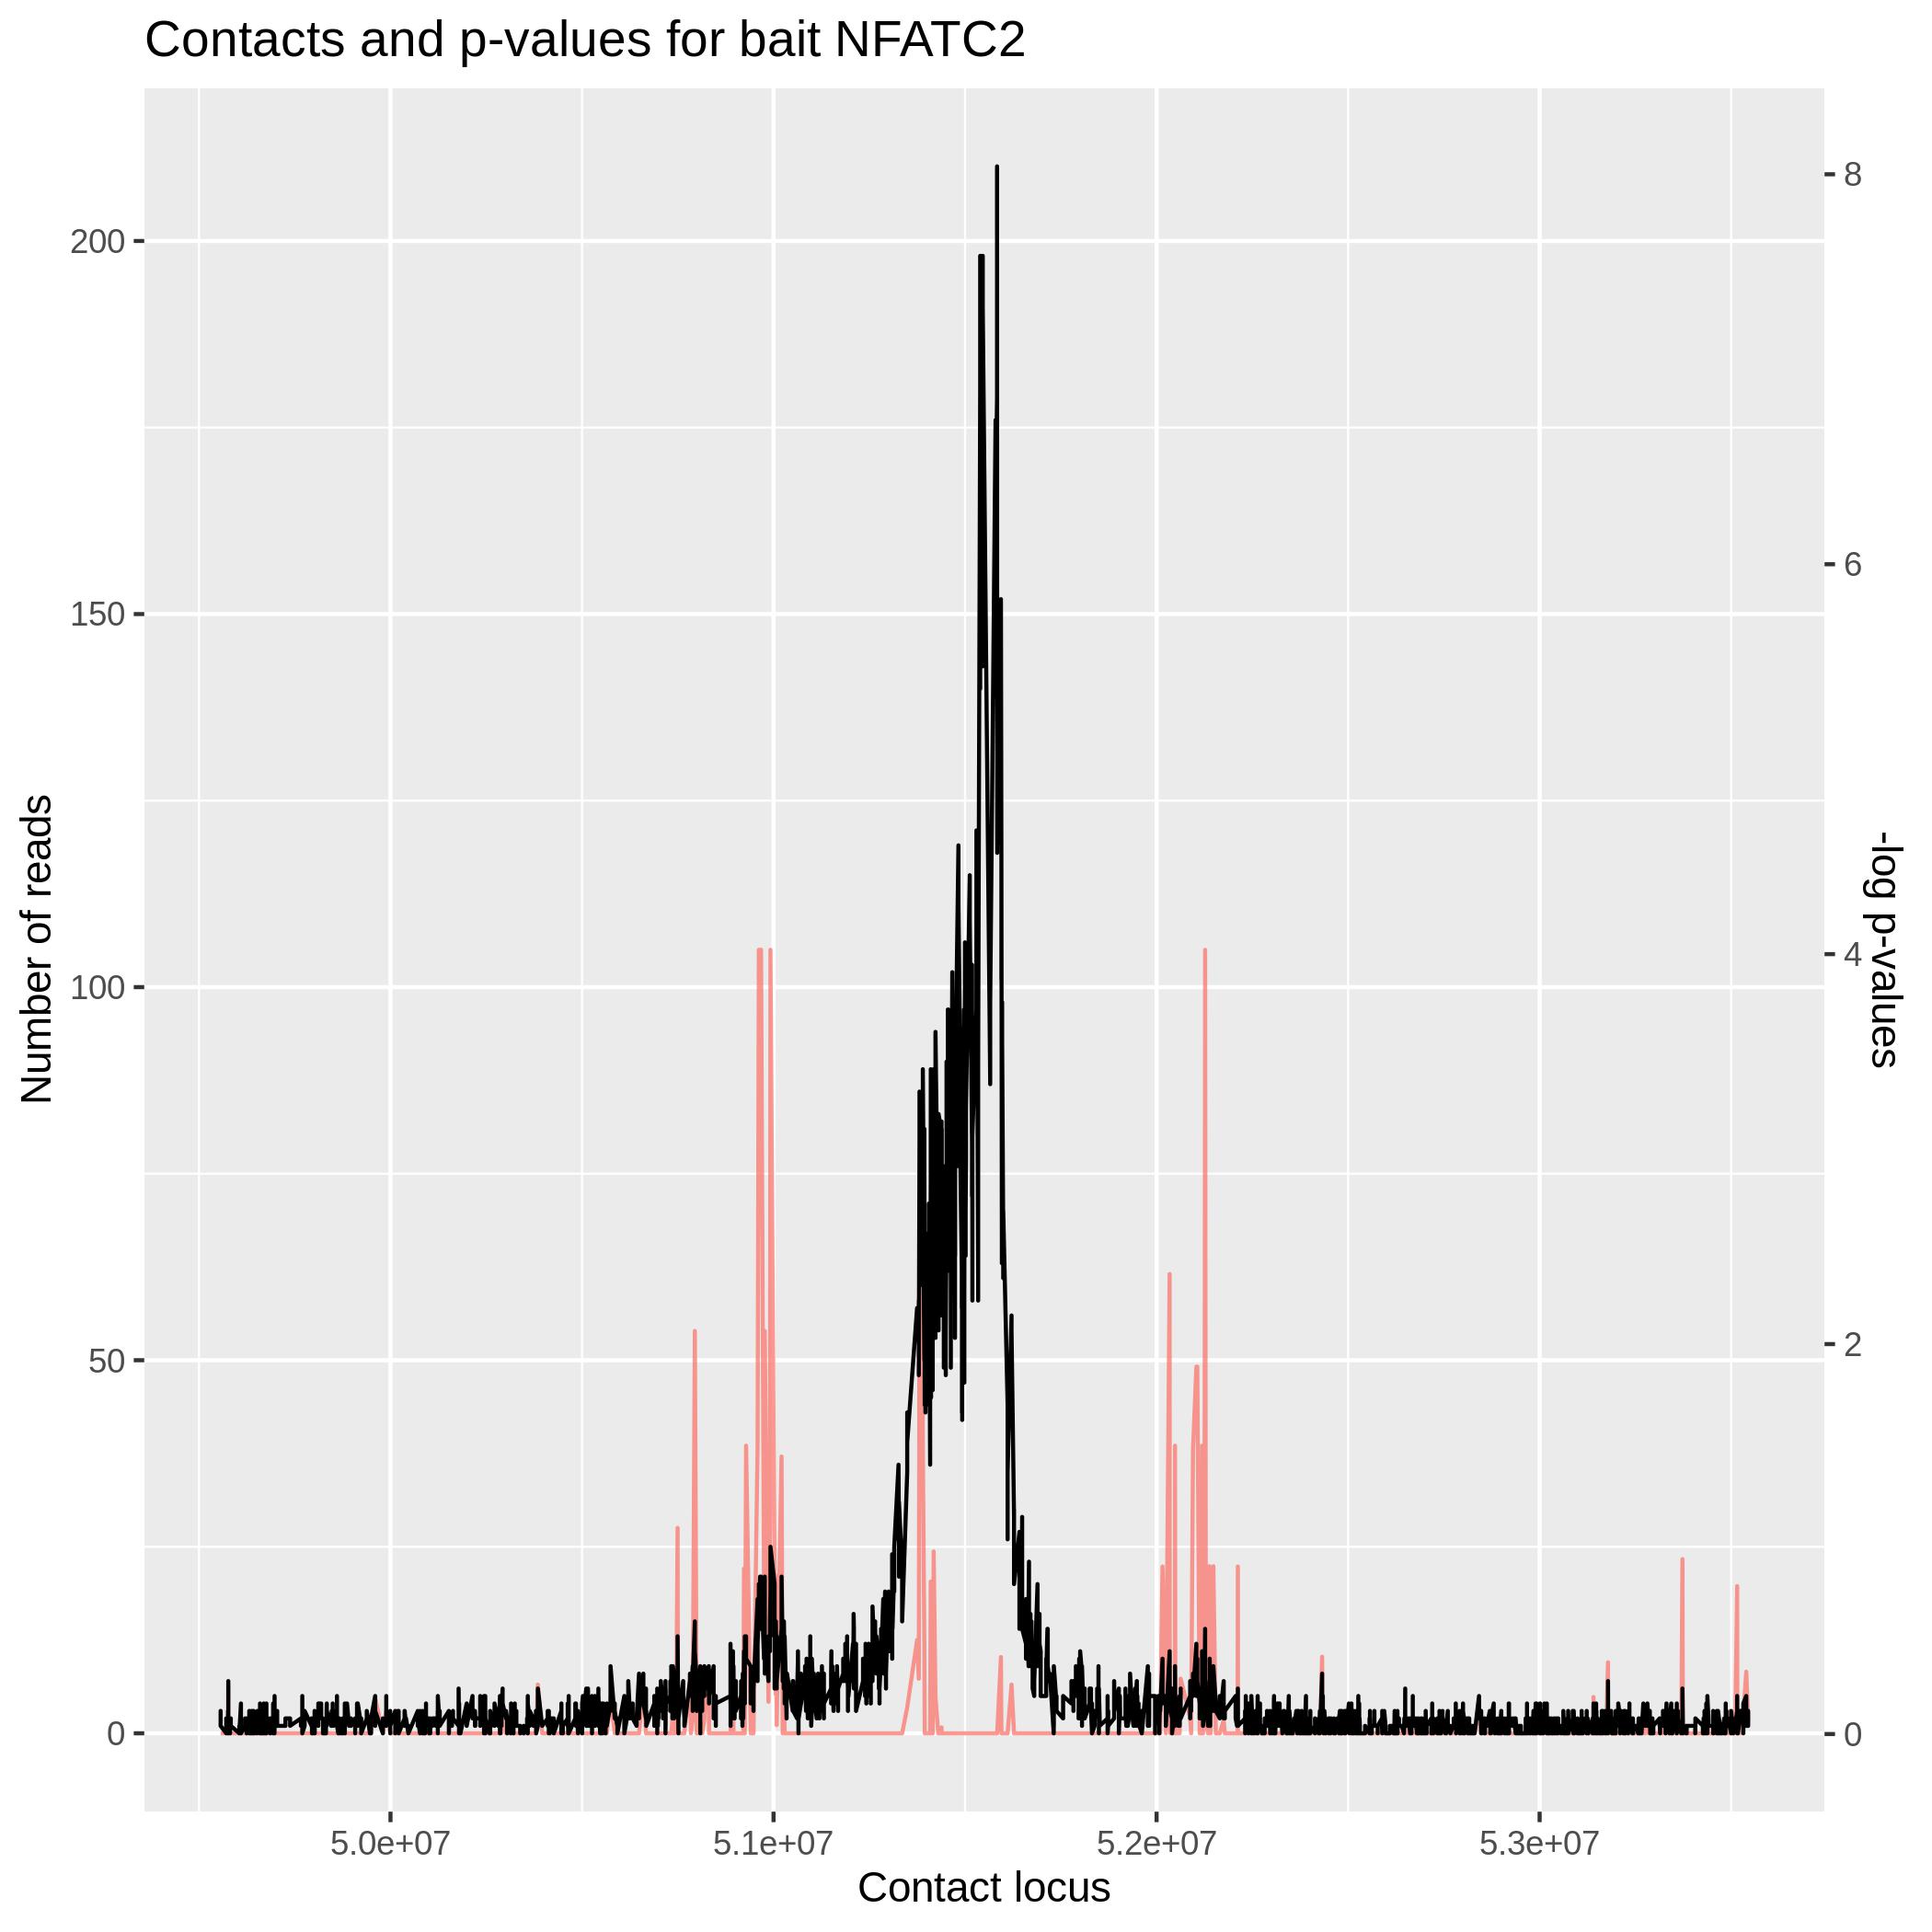 Contacts and p-values for bait NFATC2
Number of reads
200
150
100
50
0
8
6
4
2
0
-log p-values
5.0e+07 5.1e+07 5.2e+07 5.3e+07
Contact locus